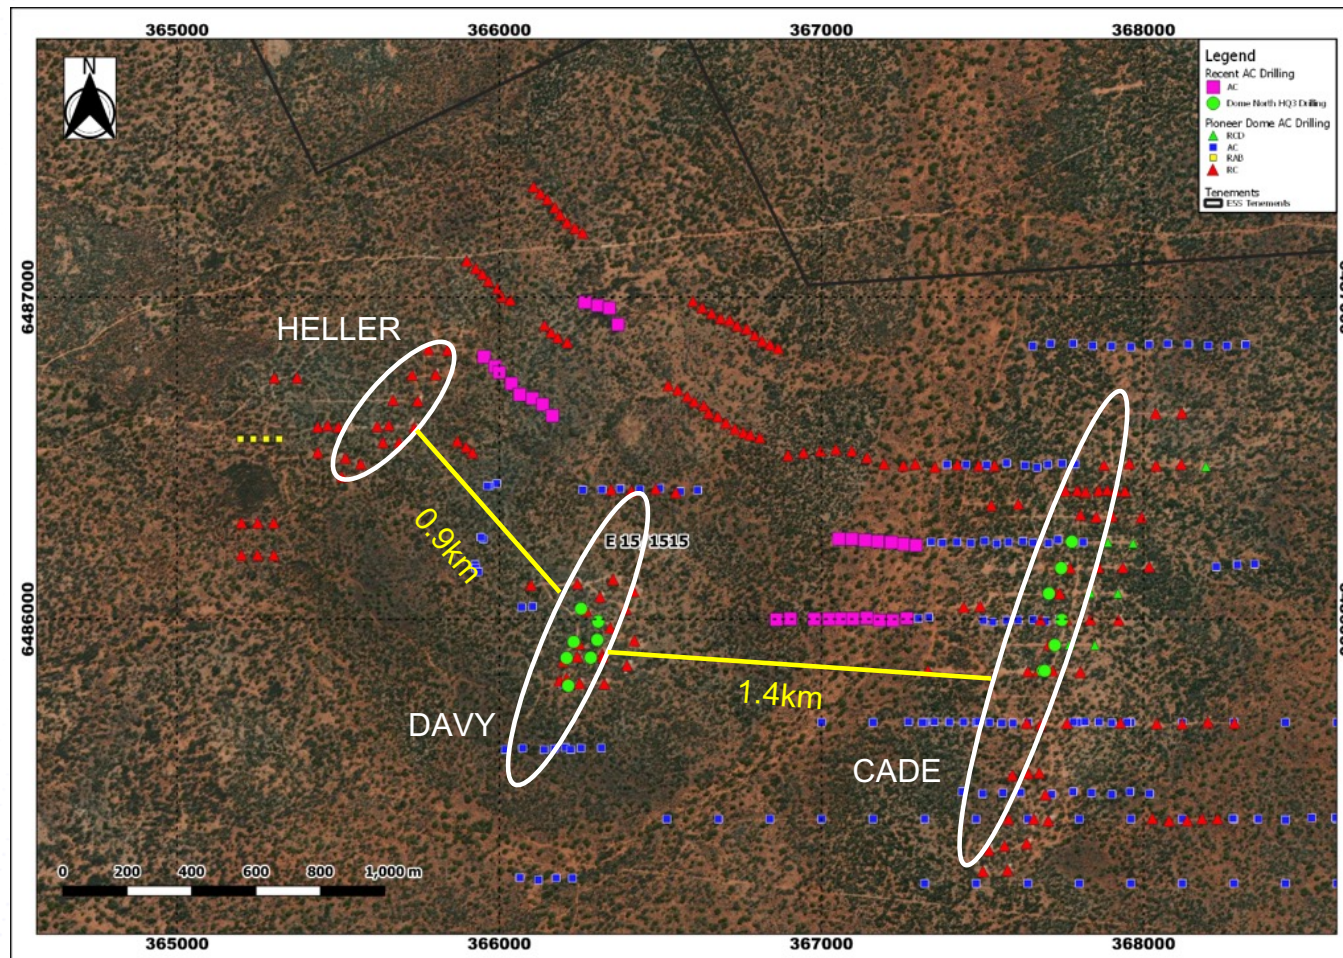 365000 366000 367000 368000
N
Legend
Recent AC Drilling
AC
Dome North HQ3 Drilling
Pioneer Dome AC Drilling
RCD
AC
RAB
RC
Tenements
ESS Tenements
6487000
HELLER
0.9km
E 15/1515
6486000
1.4km
DAVY
CADE
0 200 400 600 800 1,000 m
365000 366000 367000 368000